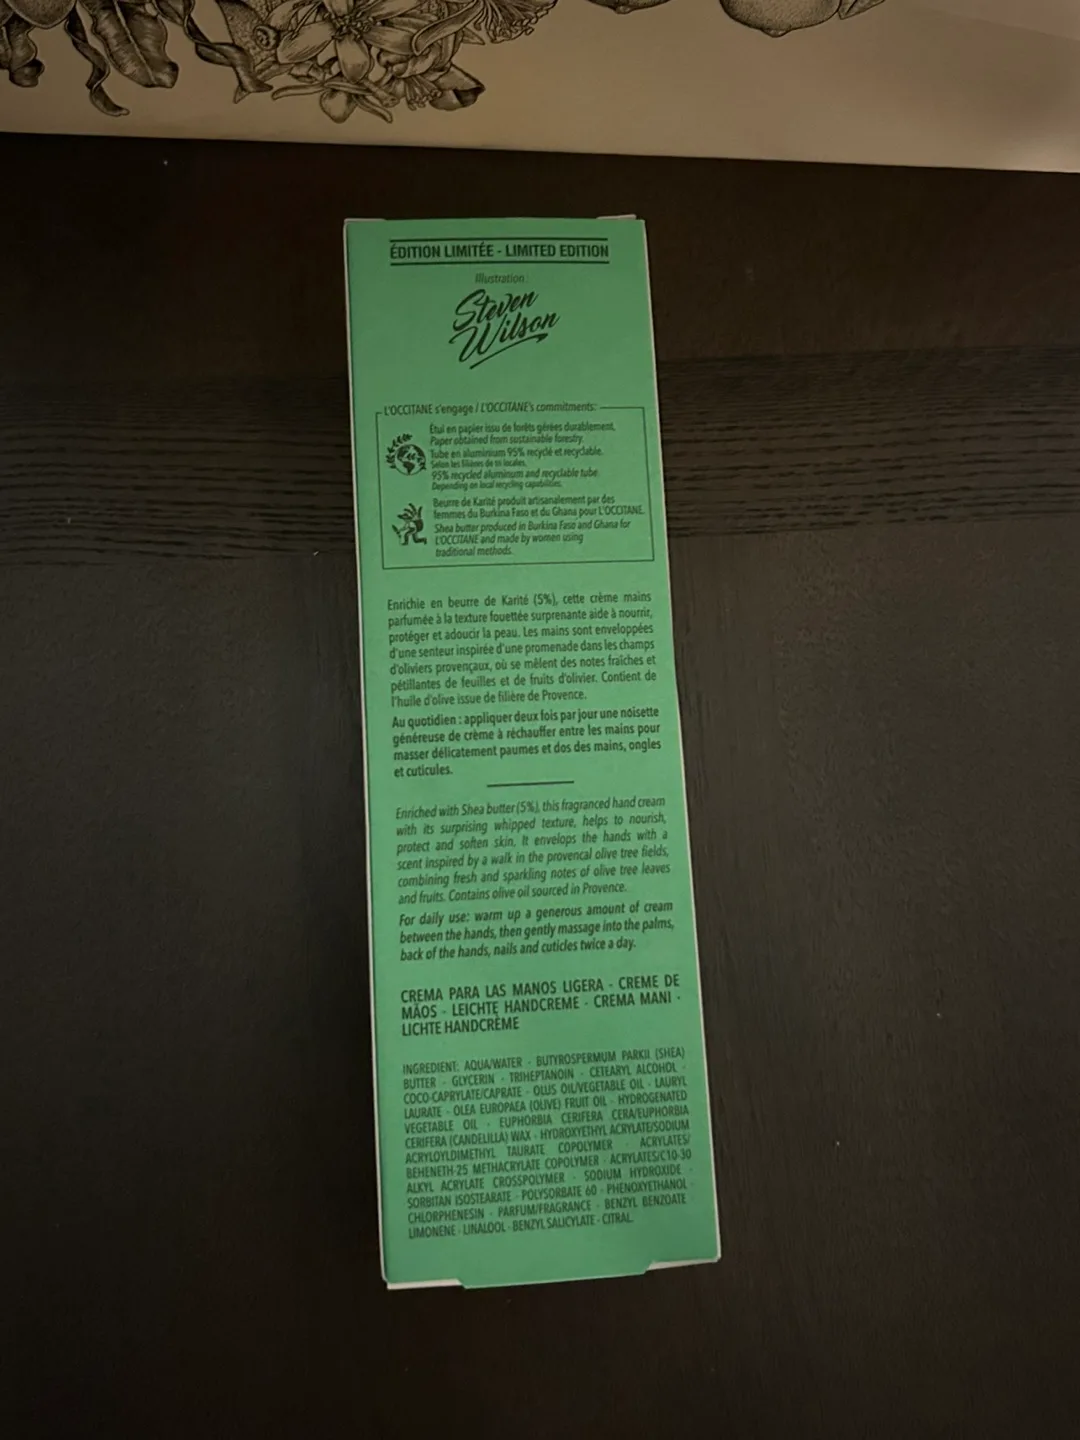 ÉDITION LIMITÉE - LIMITED EDITION
Illustration :
Steven
Wilson
L'OCCITANE s'engage / L'OCCITANE's commitments:
Étui en papier issu de forêts gérées durablement.
Paper obtained from sustainable forestry.
Tube en aluminium 95% recyclé et recyclable.
Selon les filières de tri locales.
95% recycled aluminum and recyclable tube.
Depending on local recycling capabilities.
Beurre de Karité produit artisanalement par des
femmes du Burkina Faso et du Ghana pour L'OCCITANE.
Shea butter produced in Burkina Faso and Ghana for
L'OCCITANE and made by women using
traditional methods.
Enrichie en beurre de Karité (5%), cette crème mains
parfumée à la texture fouettée surprenante aide à nourrir,
protéger et adoucir la peau. Les mains sont enveloppées
d'une senteur inspirée d'une promenade dans les champs
d'oliviers provençaux, où se mêlent des notes fraîches et
pétillantes de feuilles et de fruits d'olivier. Contient de
l'huile d'olive issue de filière de Provence.
Au quotidien : appliquer deux fois par jour une noisette
généreuse de crème à réchauffer entre les mains pour
masser délicatement paumes et dos des mains, ongles
et cuticules.
Enriched with Shea butter (5%), this fragranced hand cream
with its surprising whipped texture, helps to nourish,
protect and soften skin. It envelops the hands with a
scent inspired by a walk in the provencal olive tree fields,
combining fresh and sparkling notes of olive tree leaves
and fruits. Contains olive oil sourced in Provence.
For daily use: warm up a generous amount of cream
between the hands, then gently massage into the palms,
back of the hands, nails and cuticles twice a day.
CREMA PARA LAS MANOS LIGERA - CREME DE
MÃOS - LEICHTE HANDCREME - CREMA MANI -
LICHTE HANDCRÈME
INGREDIENT: AQUA/WATER - BUTYROSPERMUM PARKII (SHEA)
BUTTER - GLYCERIN - TRIHEPTANOIN - CETEARYL ALCOHOL -
COCO-CAPRYLATE/CAPRATE - OLUS OIL/VEGETABLE OIL - LAURYL
LAURATE - OLEA EUROPAEA (OLIVE) FRUIT OIL - HYDROGENATED
VEGETABLE OIL - EUPHORBIA CERIFERA CERA/EUPHORBIA
CERIFERA (CANDELILLA) WAX - HYDROXYETHYL ACRYLATE/SODIUM
ACRYLOYLDIMETHYL TAURATE COPOLYMER - ACRYLATES/
BEHENETH-25 METHACRYLATE COPOLYMER - ACRYLATES/C10-30
ALKYL ACRYLATE CROSSPOLYMER - SODIUM HYDROXIDE -
SORBITAN ISOSTEARATE - POLYSORBATE 60 - PHENOXYETHANOL -
CHLORPHENESIN - PARFUM/FRAGRANCE - BENZYL BENZOATE
LIMONENE - LINALOOL - BENZYL SALICYLATE - CITRAL.